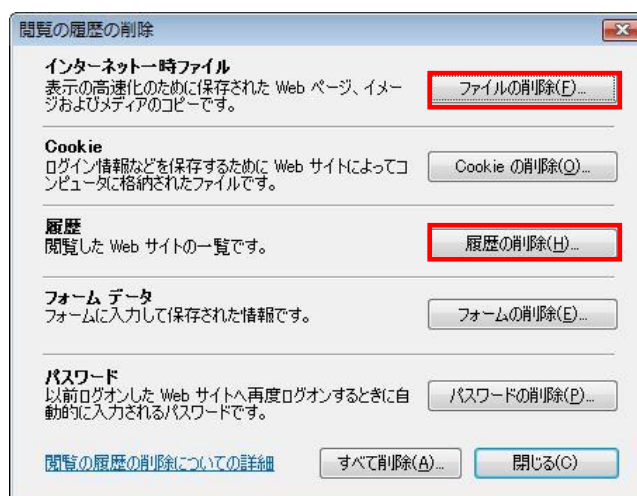 閲覧の履歴の削除
インターネット一時ファイル
表示の高速化のために保存された Web ページ、イメー
ジおよびメディアのコピーです。
ファイルの削除(F)...
Cookie
ログイン情報などを保存するために Web サイトによってコ
ンピュータに格納されたファイルです。
Cookie の削除(O)...
履歴
閲覧した Web サイトの一覧です。
履歴の削除(H)...
フォーム データ
フォームに入力して保存された情報です。
フォームの削除(E)...
パスワード
以前ログオンした Web サイトへ再度ログオンするときに自
動的に入力されるパスワードです。
パスワードの削除(P)...
閲覧の履歴の削除についての詳細
すべて削除(A)...
閉じる(C)